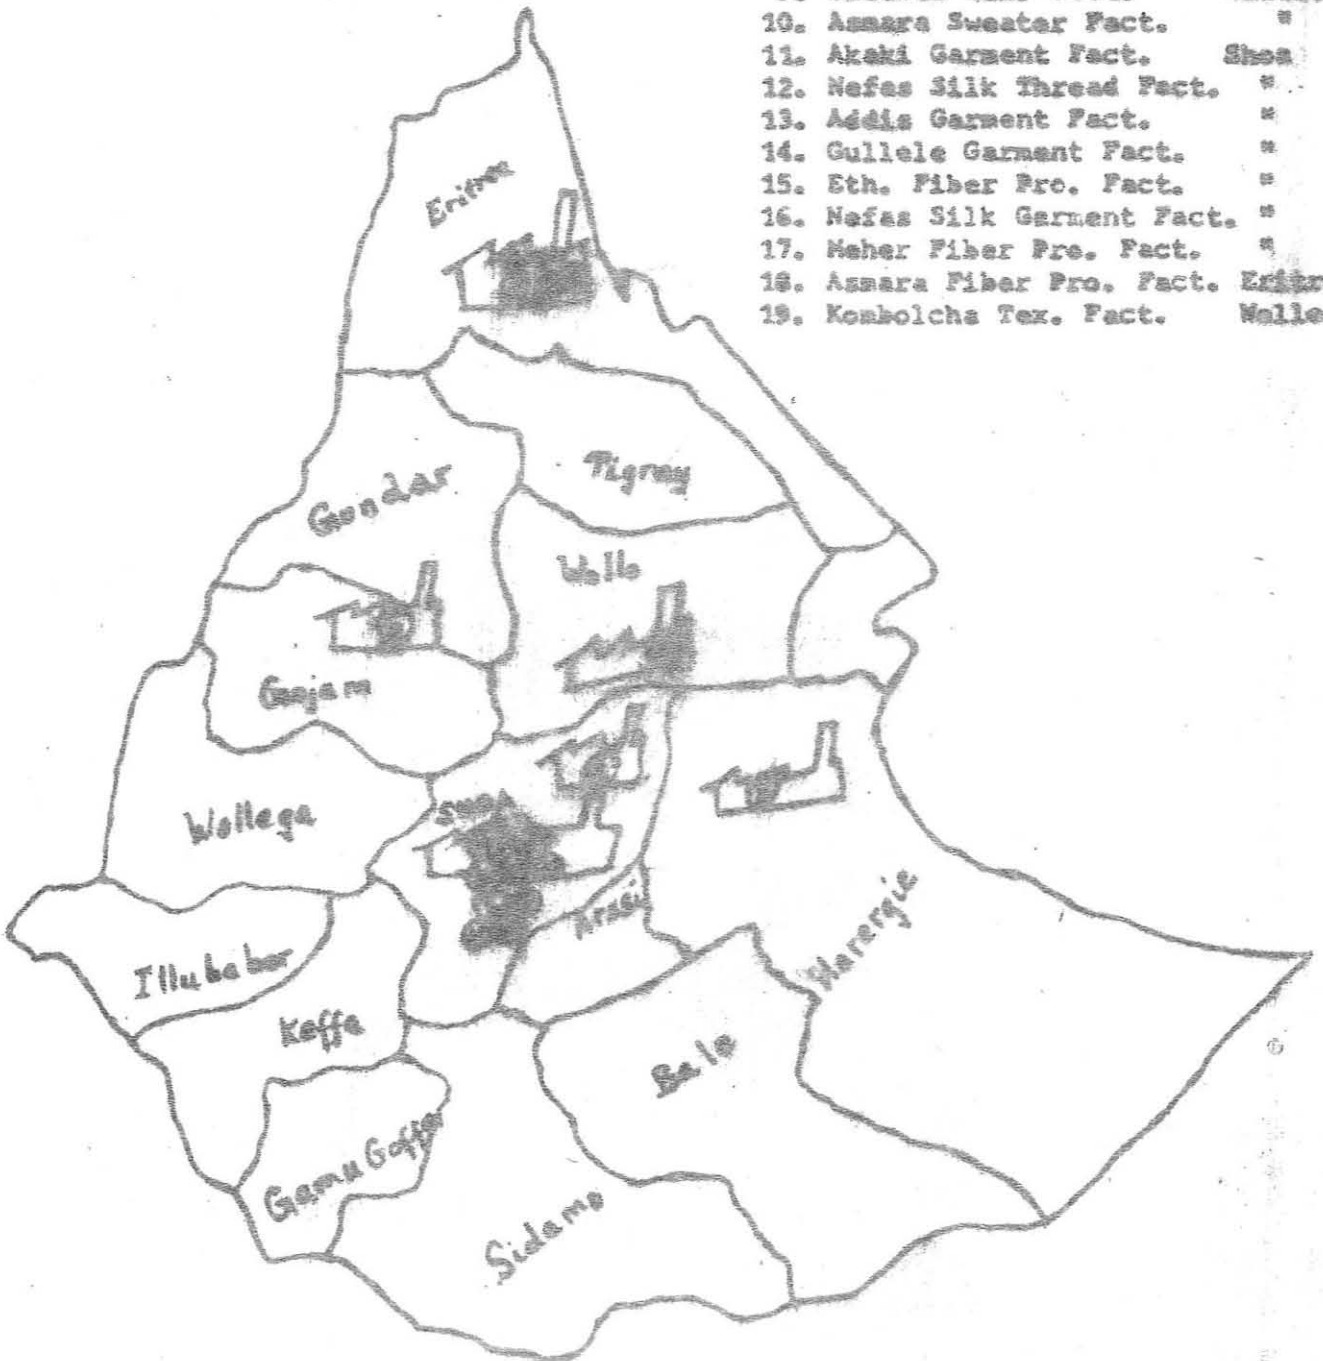 10. Asmara Sweater Fact. "
11. Akaki Garment Fact. Shoa
12. Nefas Silk Thread Fact. "
13. Addis Garment Fact. "
14. Gullele Garment Fact. "
15. Eth. Fiber Pro. Fact. "
16. Nefas Silk Garment Fact. "
17. Meher Fiber Pro. Fact. "
18. Asmara Fiber Pro. Fact. Eritr
19. Kombolcha Tex. Fact. Wolle
Eritrea
Tigray
Gondar
Wollo
Gojam
Wollega
Shoa
Arssi
Harergie
Illubabor
Keffa
Bale
Gamu Goffa
Sidamo